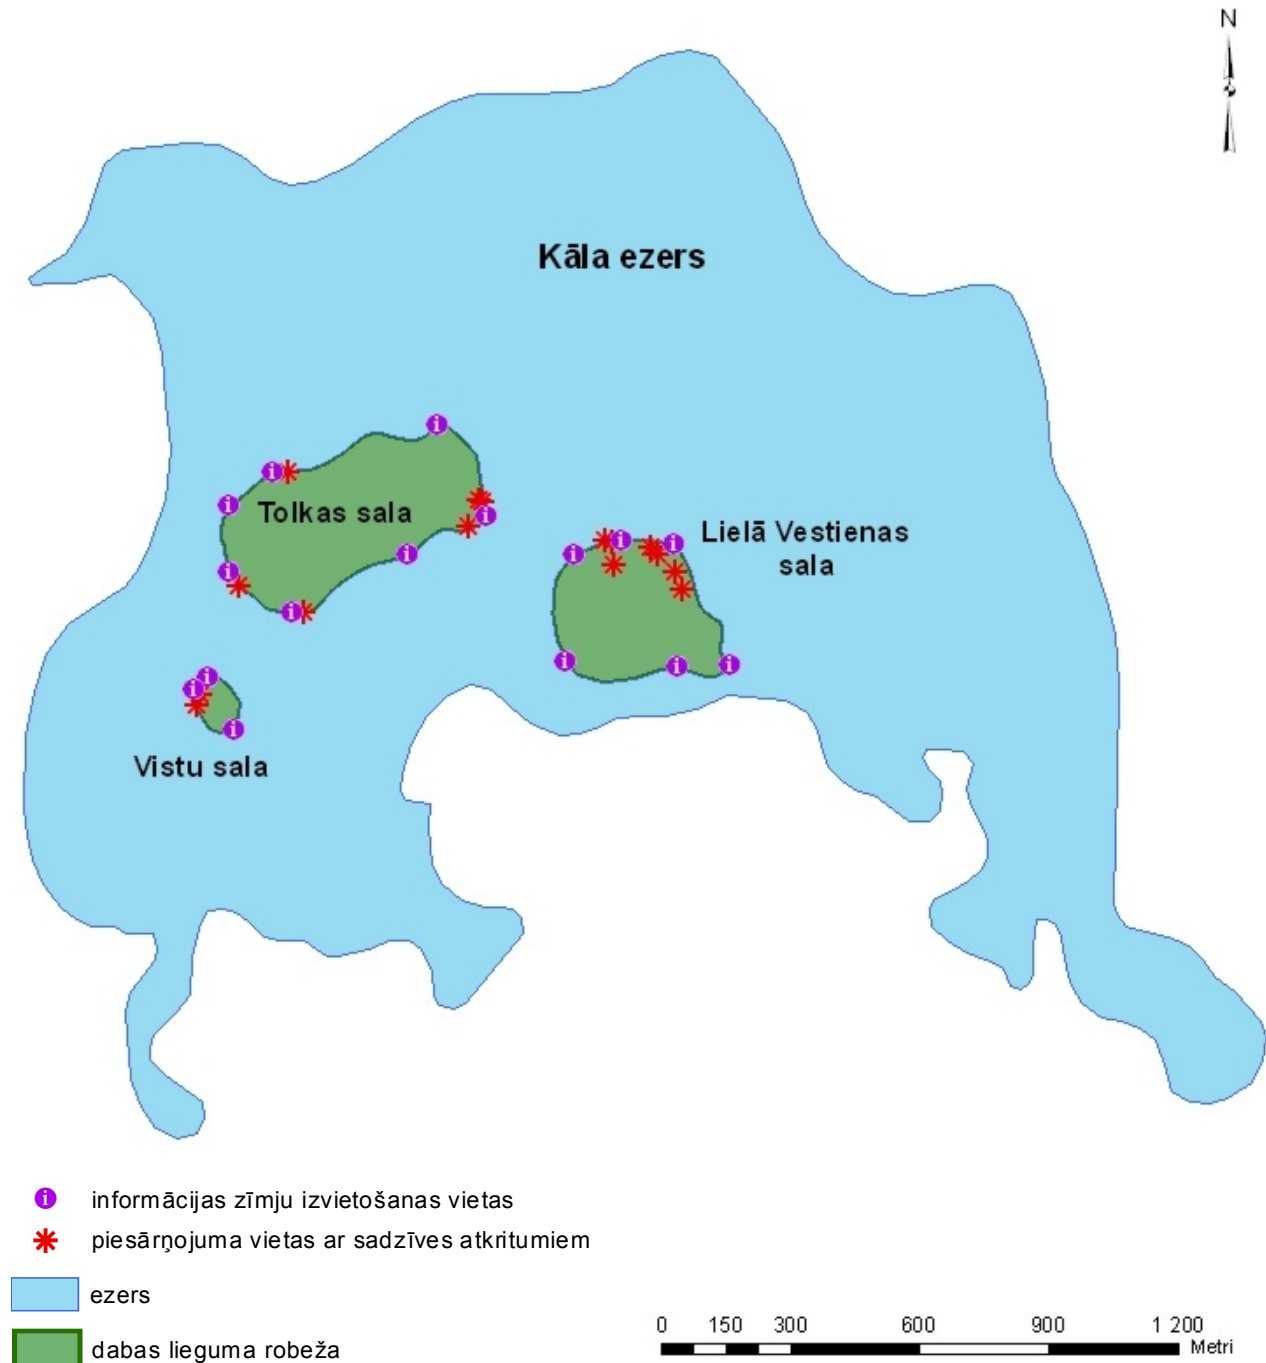 N
Kāla ezers
Tolkas sala
Lielā Vestienas
sala
Vistu sala
informācijas zīmju izvietošanas vietas
piesārņojuma vietas ar sadzīves atkritumiem
ezers
dabas lieguma robeža
0 150 300 600 900 1 200
Metri